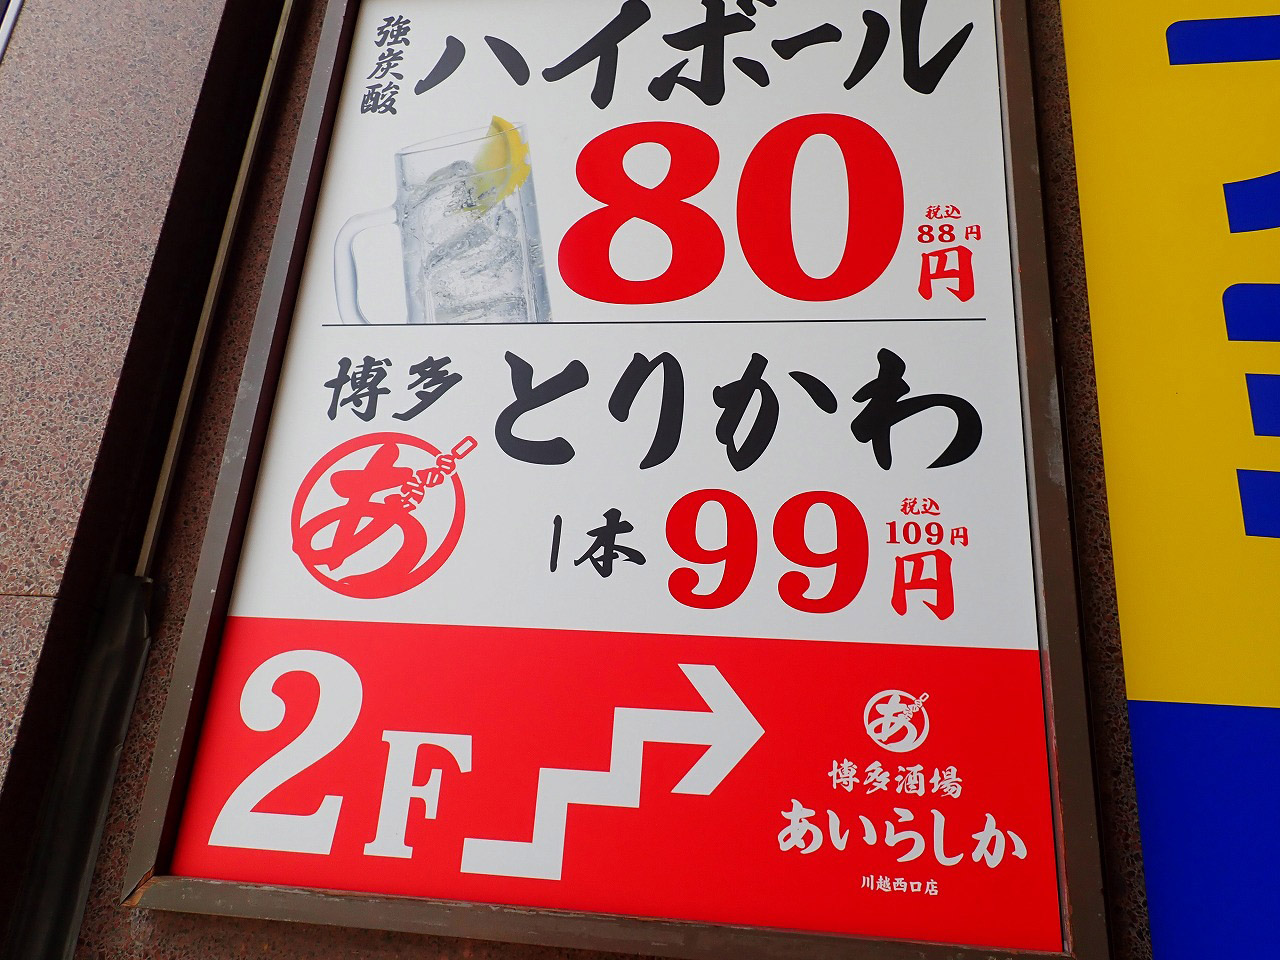 強炭酸
ハイボール
80
税込
88円
円
博多
とりかわ
あ
1本
99
税込
109円
円
2F
あ
博多酒場
あいらしか
川越西口店